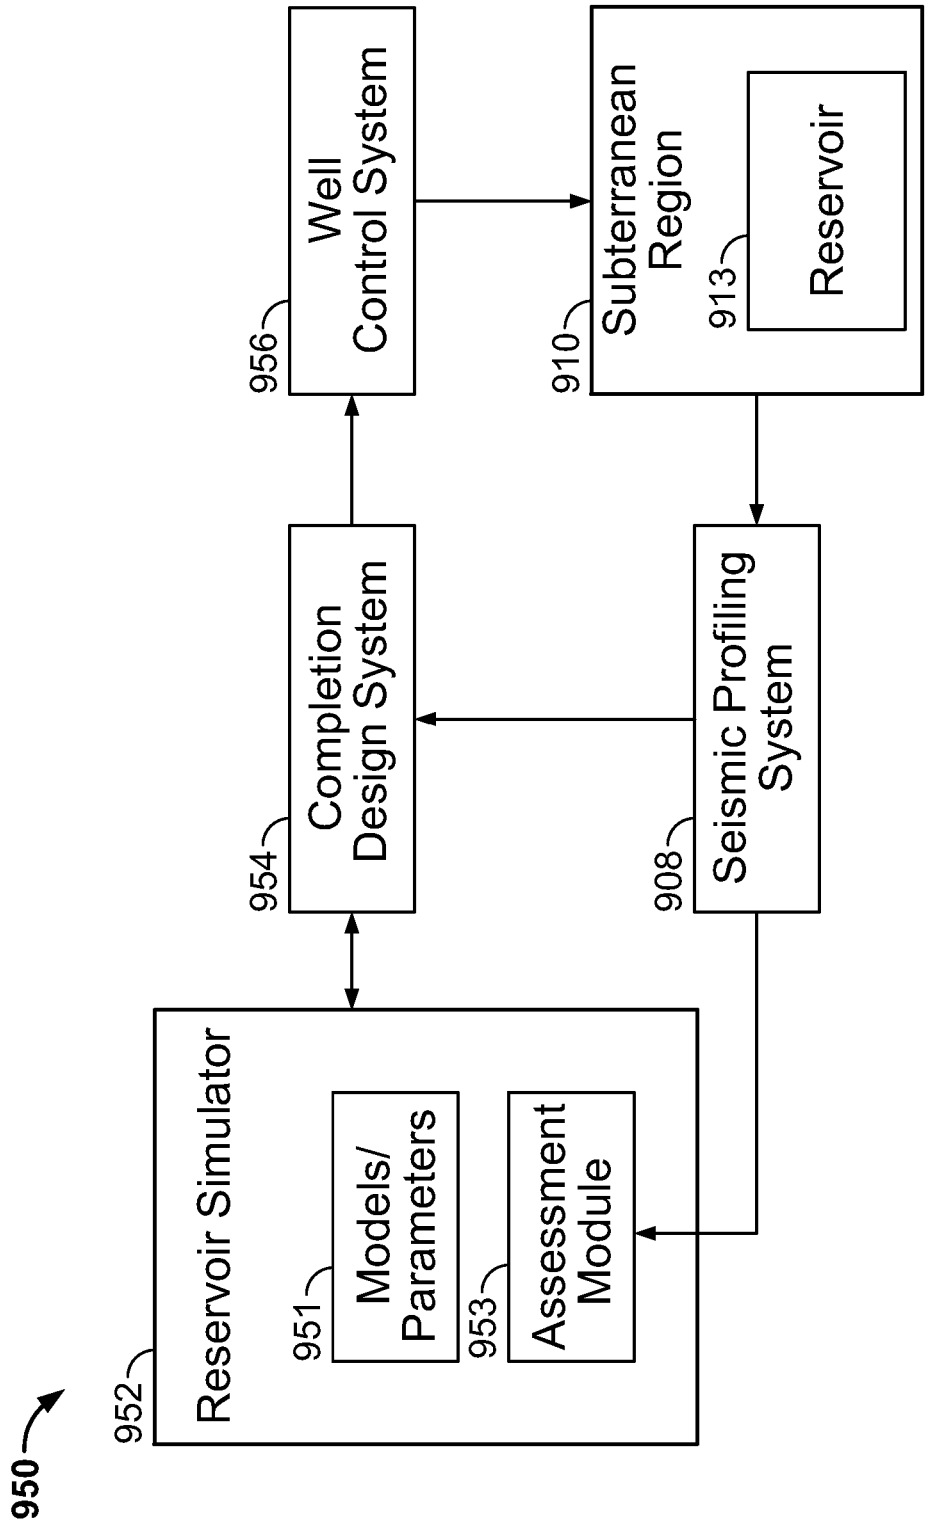 950
952
Reservoir Simulator
951
Models/
Parameters
953
Assessment
Module
954
Completion
Design System
956
Well
Control System
908
Seismic Profiling
System
910
Subterranean
Region
913
Reservoir